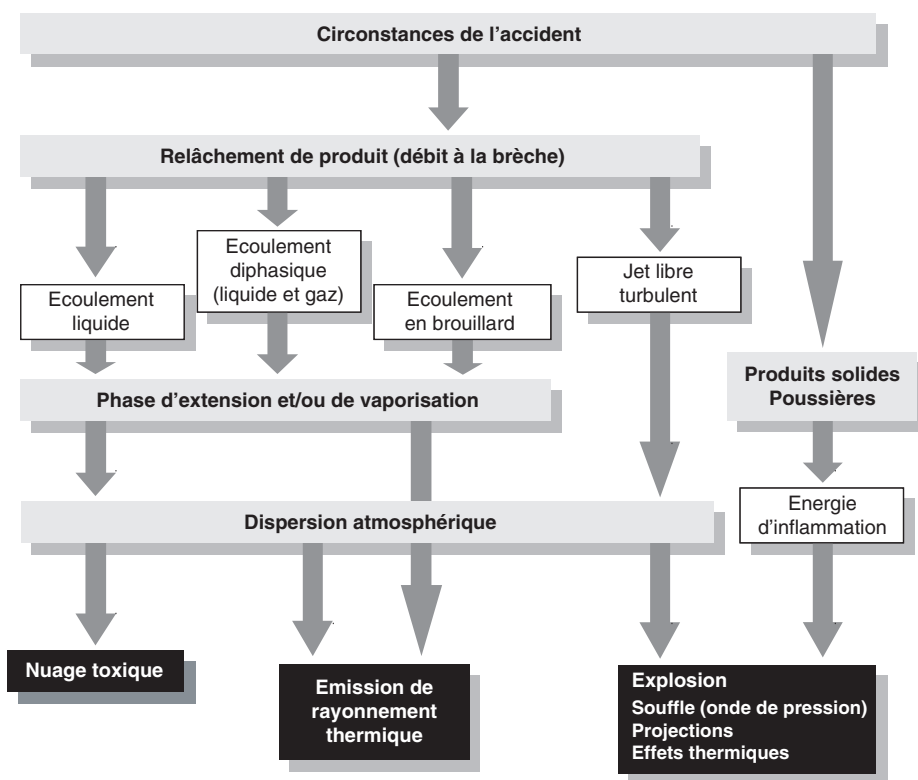 Circonstances de l'accident
Relâchement de produit (débit à la brèche)
Ecoulement
diphasique
(liquide et gaz)
Jet libre
turbulent
Ecoulement
liquide
Ecoulement
en brouillard
Produits solides
Poussières
Phase d'extension et/ou de vaporisation
Energie
d'inflammation
Dispersion atmosphérique
Nuage toxique
Emission de
rayonnement
thermique
Explosion
Souffle (onde de pression)
Projections
Effets thermiques